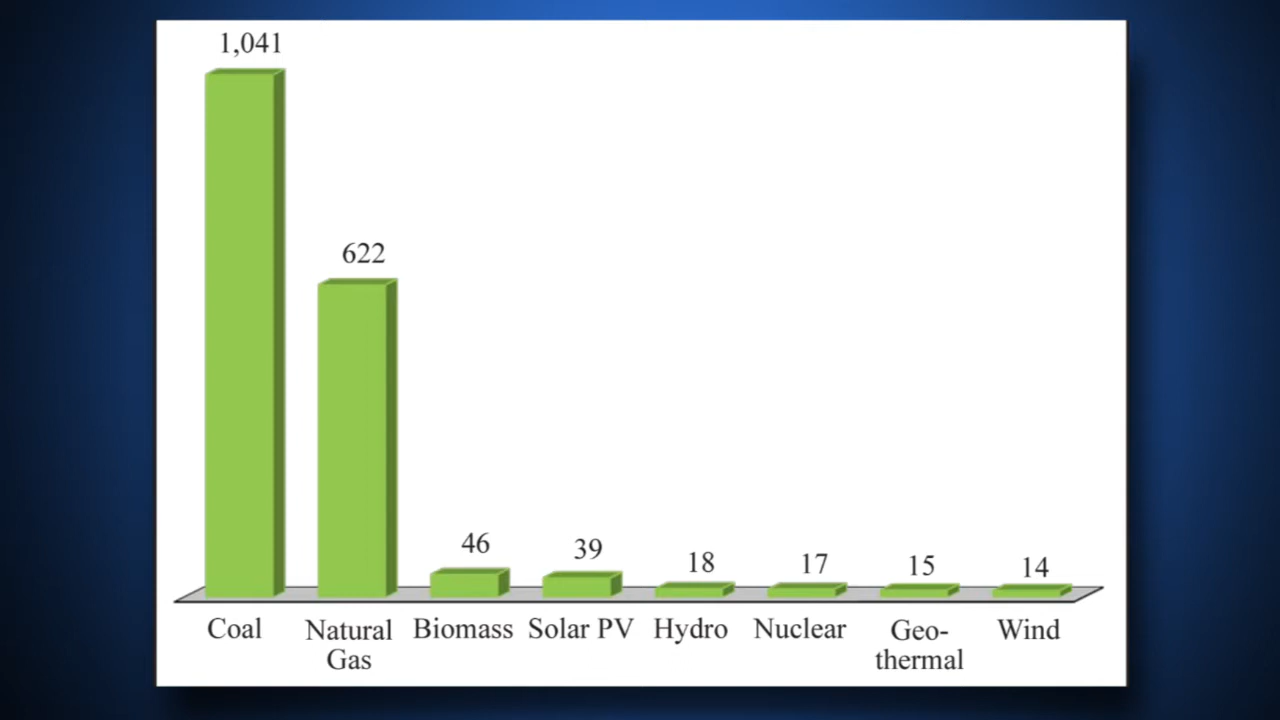 1,041
622
46
39
18
17
15
14
Coal
Natural Gas
Biomass
Solar PV
Hydro
Nuclear
Geo-
thermal
Wind